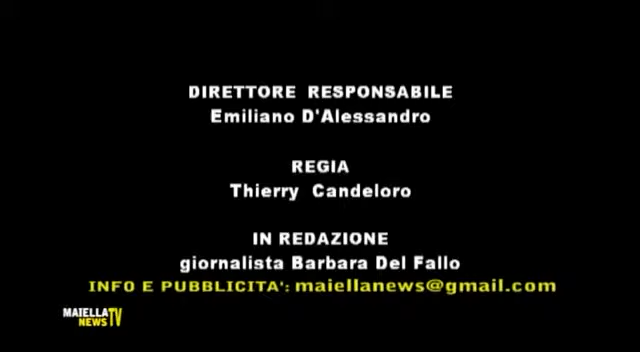 DIRETTORE RESPONSABILE
Emiliano D'Alessandro
REGIA
Thierry Candeloro
IN REDAZIONE
giornalista Barbara Del Fallo
INFO E PUBBLICITA': maiellanews@gmail.com
MAIELLA
NEWS TV